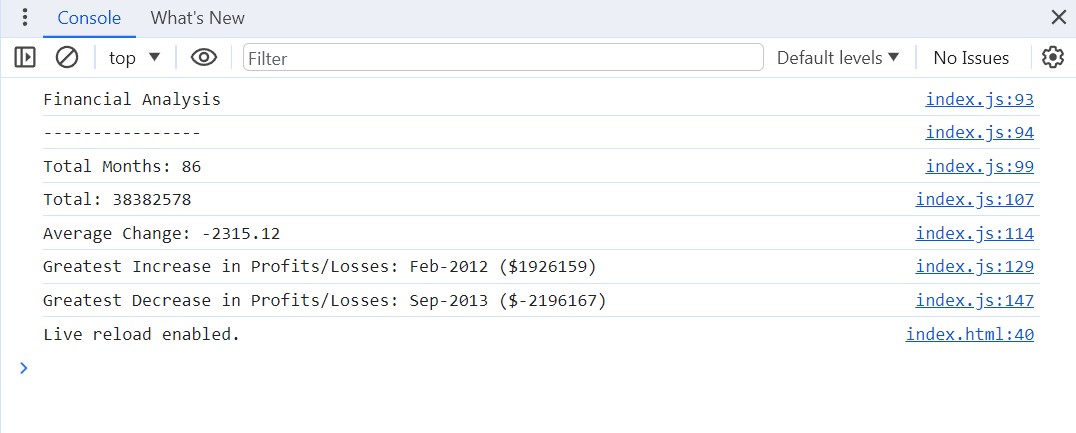 Console What's New
top Filter Default levels No Issues
Financial Analysis index.js:93
---------------- index.js:94
Total Months: 86 index.js:99
Total: 38382578 index.js:107
Average Change: -2315.12 index.js:114
Greatest Increase in Profits/Losses: Feb-2012 ($1926159) index.js:129
Greatest Decrease in Profits/Losses: Sep-2013 ($-2196167) index.js:147
Live reload enabled. index.html:40